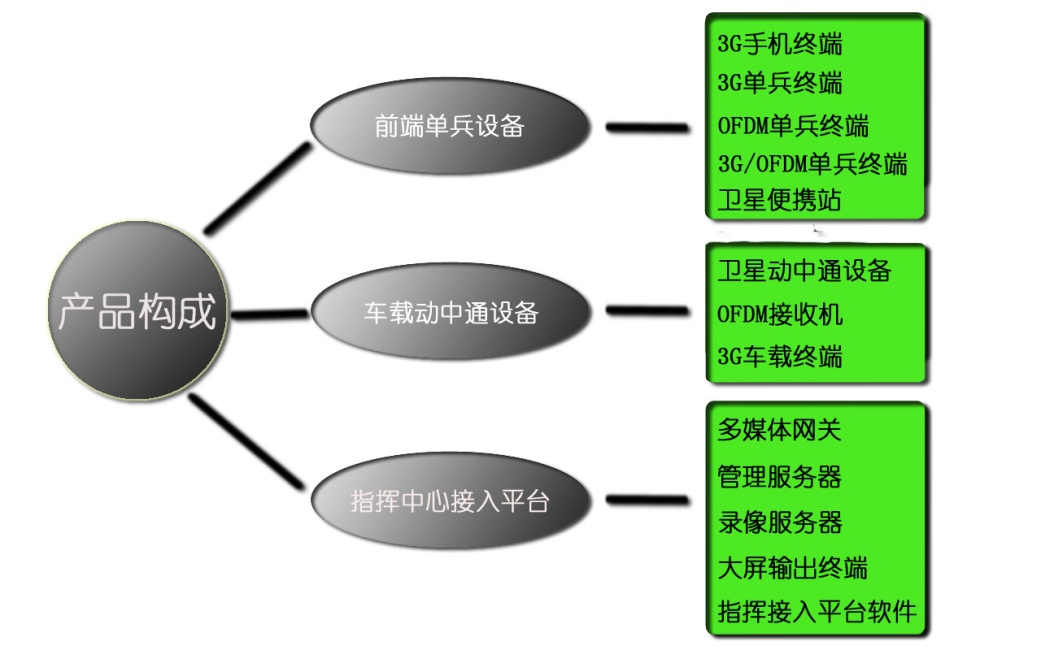 产品构成
前端单兵设备
3G手机终端
3G单兵终端
OFDM单兵终端
3G/OFDM单兵终端
卫星便携站
车载动中通设备
卫星动中通设备
OFDM接收机
3G车载终端
指挥中心接入平台
多媒体网关
管理服务器
录像服务器
大屏输出终端
指挥接入平台软件